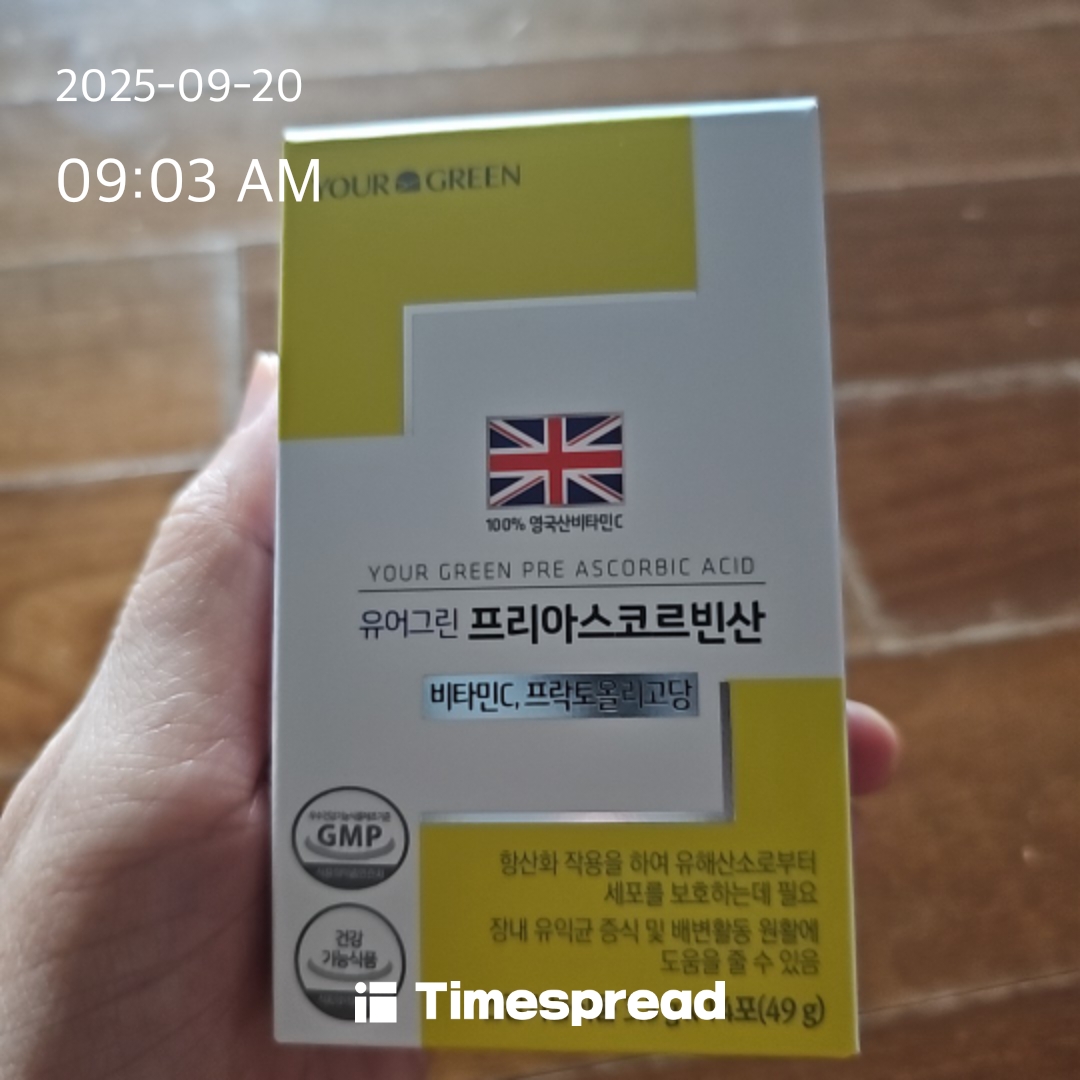 2025-09-20
09:03 AM
YOUR GREEN
100% 영국산비타민C
YOUR GREEN PRE ASCORBIC ACID
유어그린 프리아스코르빈산
비타민C, 프락토올리고당
GMP
항산화 작용을 하여 유해산소로부터
세포를 보호하는데 필요
장내 유익균 증식 및 배변활동 원활에
도움을 줄 수 있음
건강
기능식품
(49 g)
Timespread